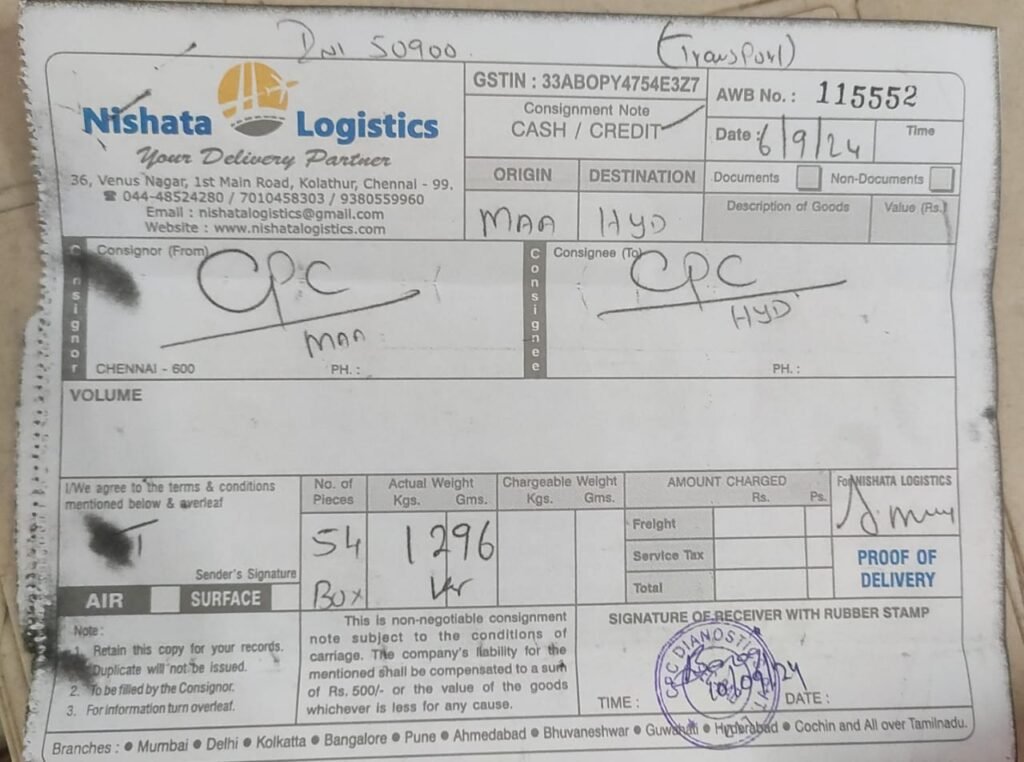 DNI 50900 (Transport)
Nishata Logistics
Your Delivery Partner
36, Venus Nagar, 1st Main Road, Kolathur, Chennai - 99.
☎ 044-48524280 / 7010458303 / 9380559960
Email : nishatalogistics@gmail.com
Website : www.nishatalogistics.com
GSTIN : 33ABOPY4754E3Z7
Consignment Note
CASH / CREDIT
AWB No. : 115552
Date : 6/9/24 Time
ORIGIN DESTINATION
MAA HYD
Documents Non-Documents
Description of Goods Value (Rs.)
Consignor
Consignor (From)
CPC
MAA
CHENNAI - 600 PH. :
Consignee
Consignee (To)
CPC
HYD
PH. :
VOLUME
I/We agree to the terms & conditions
mentioned below & averleaf
Sender's Signature
AIR SURFACE
No. of Pieces
54
Box
Actual Weight
Kgs. Gms.
1296
Chargeable Weight
Kgs. Gms.
AMOUNT CHARGED
Rs. Ps.
Freight
Service Tax
Total
For NISHATA LOGISTICS
PROOF OF
DELIVERY
Note :
1. Retain this copy for your records.
Duplicate will not be issued.
2. To be filled by the Consignor.
3. For information turn overleaf.
This is non-negotiable consignment
note subject to the conditions of
carriage. The company's liability for the
mentioned shall be compensated to a sum
of Rs. 500/- or the value of the goods
whichever is less for any cause.
SIGNATURE OF RECEIVER WITH RUBBER STAMP
CPC DIANOSTI
10/09/24
TIME : DATE :
Branches : ● Mumbai ● Delhi ● Kolkatta ● Bangalore ● Pune ● Ahmedabad ● Bhuvaneshwar ● Guwahati ● Hyderabad ● Cochin and All over Tamilnadu.